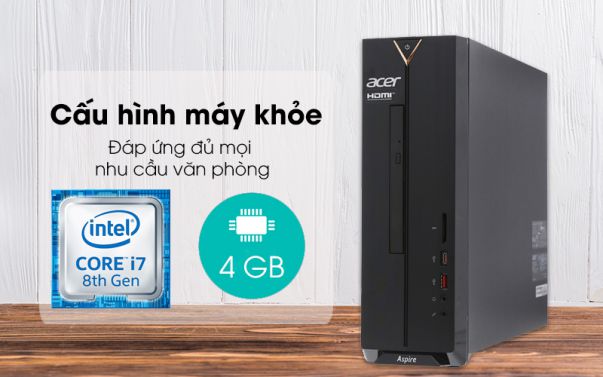 Cấu hình máy khỏe
Đáp ứng đủ mọi
nhu cầu văn phòng
intel
CORE i7
8th Gen
4 GB
acer
HDMI
Aspire